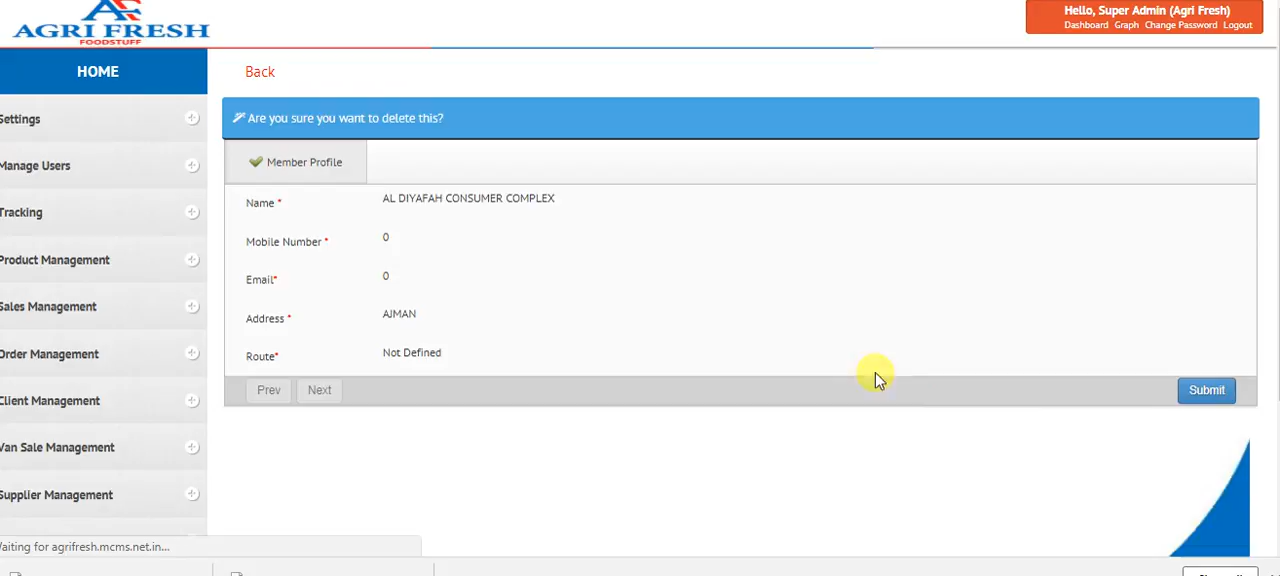 AGRI FRESH
FOODSTUFF
Hello, Super Admin (Agri Fresh)
Dashboard Graph Change Password Logout
HOME
Back
Settings
Are you sure you want to delete this?
Manage Users
Member Profile
Tracking
Name * AL DIYAFAH CONSUMER COMPLEX
Mobile Number * 0
Product Management
Email* 0
Sales Management
Address * AJMAN
Order Management
Route* Not Defined
Prev Next Submit
Client Management
Van Sale Management
Supplier Management
Waiting for agrifresh.mcms.net.in...